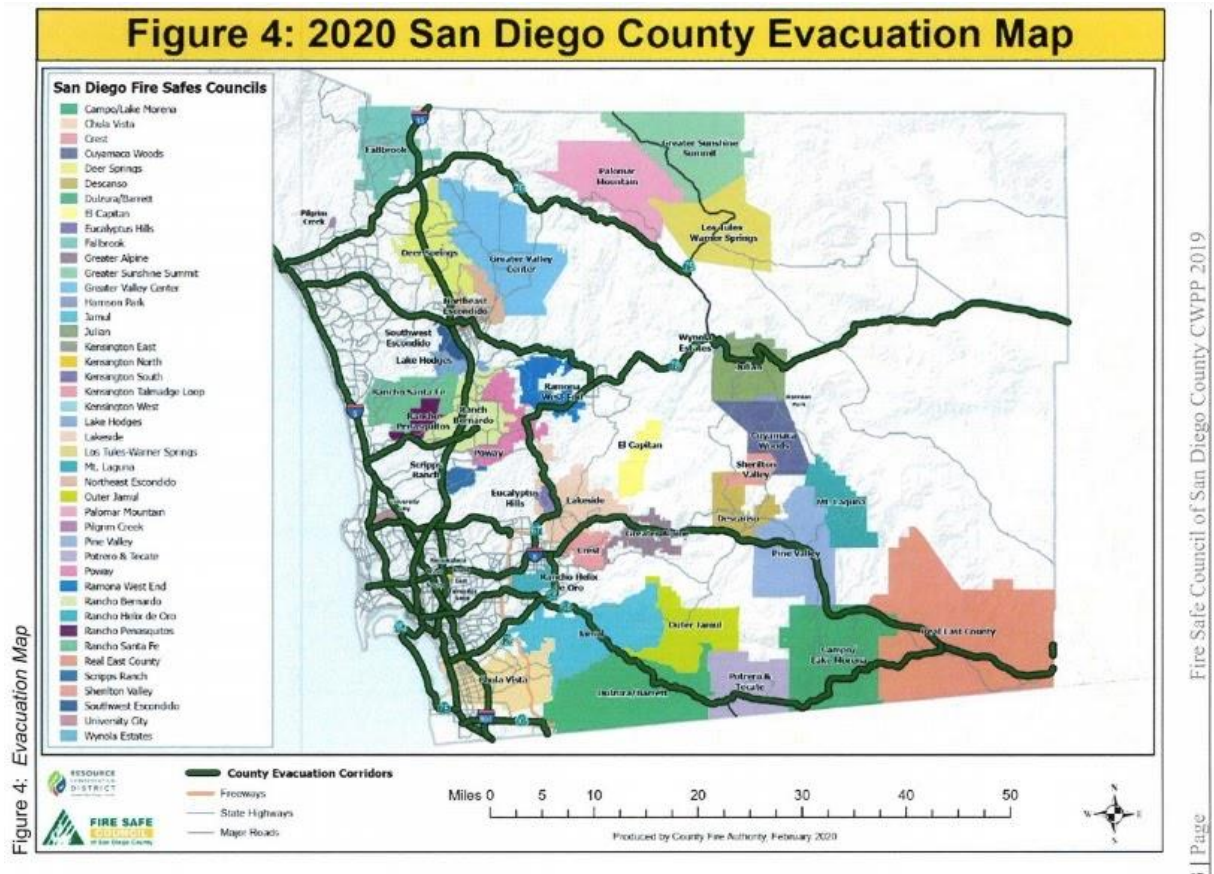 Figure 4: 2020 San Diego County Evacuation Map
San Diego Fire Safes Councils
Campo/Lake Morena
Chula Vista
Crest
Cuyamaca Woods
Deer Springs
Descanso
Dulzura/Barrett
El Capitan
Eucalyptus Hills
Fallbrook
Greater Alpine
Greater Sunshine Summit
Greater Valley Center
Harrison Park
Jamul
Julian
Kensington East
Kensington North
Kensington South
Kensington Talmadge Loop
Kensington West
Lake Hodges
Lakeside
Los Tules-Warner Springs
Mt. Laguna
Northeast Escondido
Outer Jamul
Palomar Mountain
Pilgrim Creek
Pine Valley
Potrero & Tecate
Poway
Ramona West End
Rancho Bernardo
Rancho Helix de Oro
Rancho Penasquitos
Rancho Santa Fe
Real East County
Scripps Ranch
Sherilton Valley
Southwest Escondido
University City
Wynola Estates
Fallbrook
Greater Sunshine
Summit
Palomar
Mountain
Pilgrim
Creek
Los Tules
Warner Springs
Deer Springs
Greater Valley
Center
Northeast
Escondido
Southwest
Escondido
Lake Hodges
Wynola
Estates
Julian
Rancho Santa Fe
Ramona
West End
Rancho
Penasquitos
Ranch
Bernardo
Poway
Cuyamaca
Woods
El Capitan
Scripps
Ranch
Sherilton
Valley
Eucalyptus
Hills
Lakeside
Mt. Laguna
Descanso
Greater Alpine
Crest
Pine Valley
Rancho Helix
de Oro
Jamul
Outer Jamul
Real East County
Campo/
Lake Morena
Chula Vista
Dulzura/Barrett
Potrero &
Tecate
RESOURCE
CONSERVATION
DISTRICT
FIRE SAFE
COUNCIL
of San Diego County
County Evacuation Corridors
Freeways
State Highways
Major Roads
Miles 0 5 10 20 30 40 50
Produced by County Fire Authority, February 2020
N
W E
S
Figure 4: Evacuation Map
Fire Safe Council of San Diego County CWPP 2019
| Page